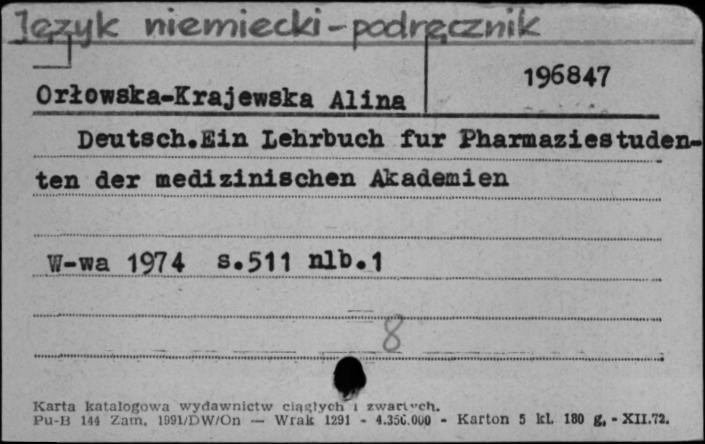 Język niemiecki - podręcznik
196847
Orłowska-Krajewska Alina
Deutsch.Ein Lehrbuch fur Pharmaziestuden-
ten der medizinischen Akademien
W-wa 1974 s.511 nlb.1
8
Karta katalogowa wydawnictw ciągłych i zwartych.
Pu-B 144 Zam. 1991/DW/On — Wrak 1291 - 4.350.000 - Karton 5 kl. 180 g, - XII.72.